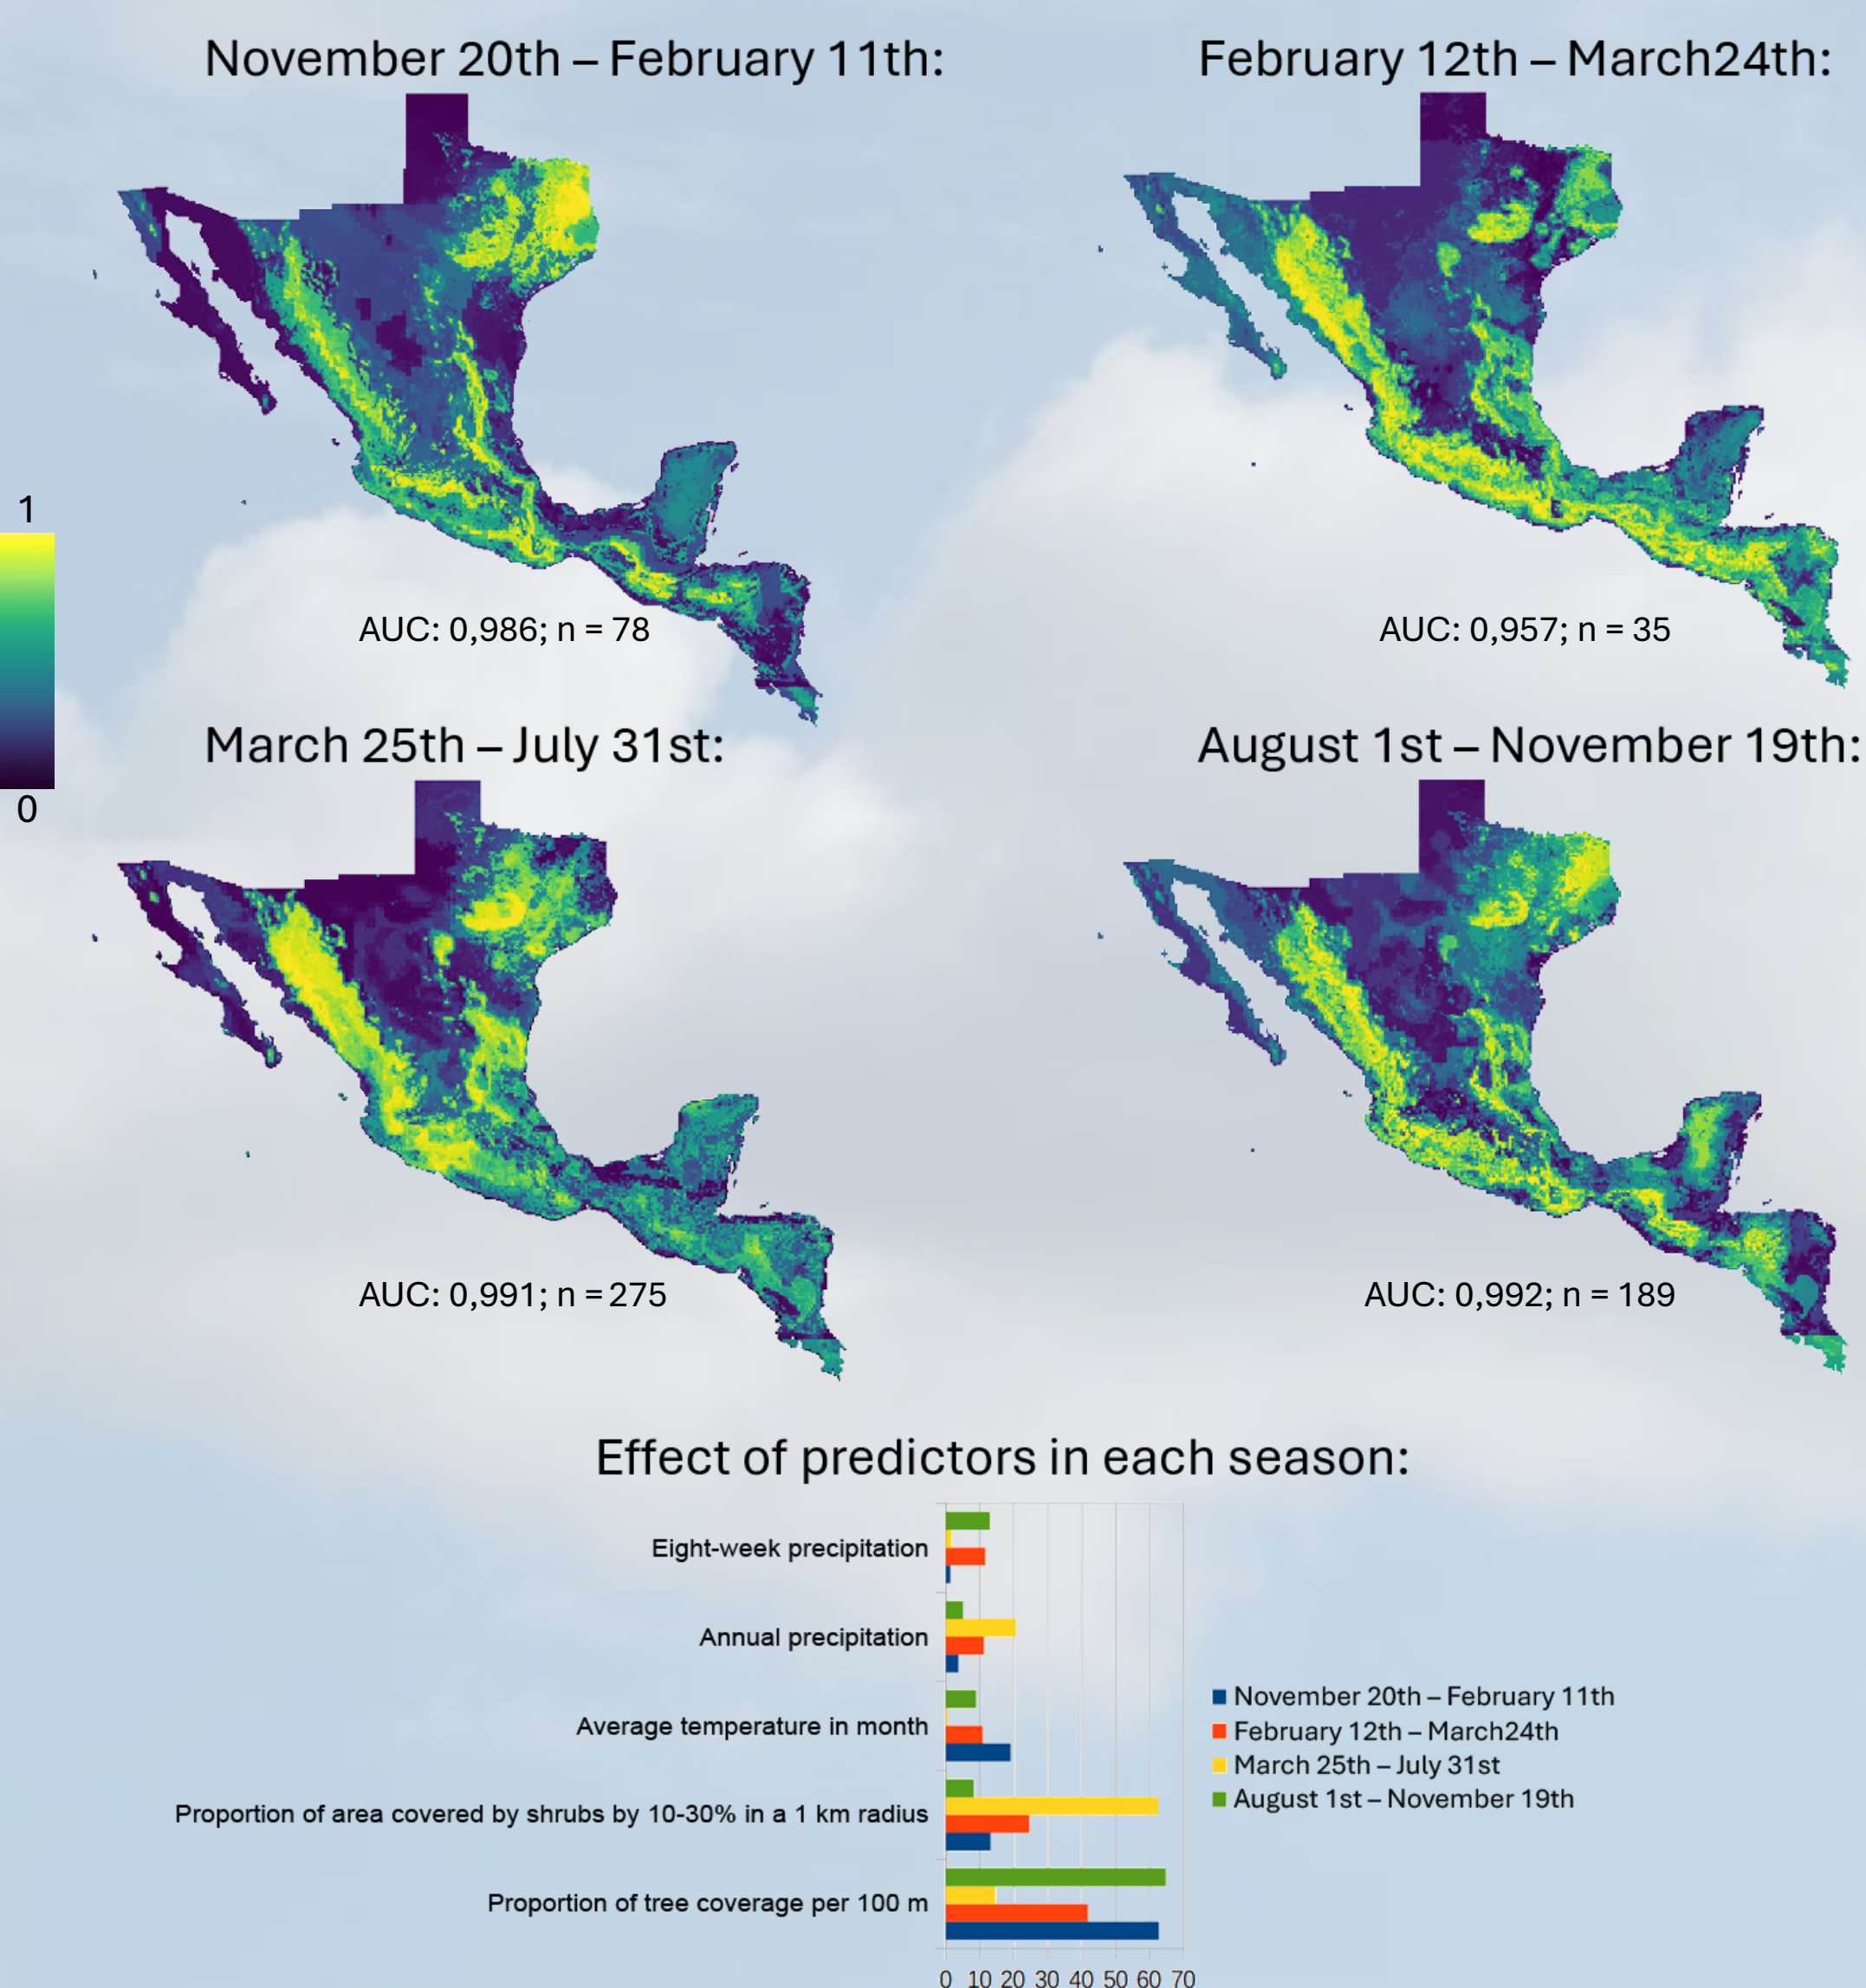 November 20th – February 11th:
February 12th – March24th:
1
0
AUC: 0,986; n = 78
AUC: 0,957; n = 35
March 25th – July 31st:
August 1st – November 19th:
AUC: 0,991; n = 275
AUC: 0,992; n = 189
Effect of predictors in each season:
Eight-week precipitation
Annual precipitation
Average temperature in month
Proportion of area covered by shrubs by 10-30% in a 1 km radius
Proportion of tree coverage per 100 m
0 10 20 30 40 50 60 70
November 20th – February 11th
February 12th – March24th
March 25th – July 31st
August 1st – November 19th